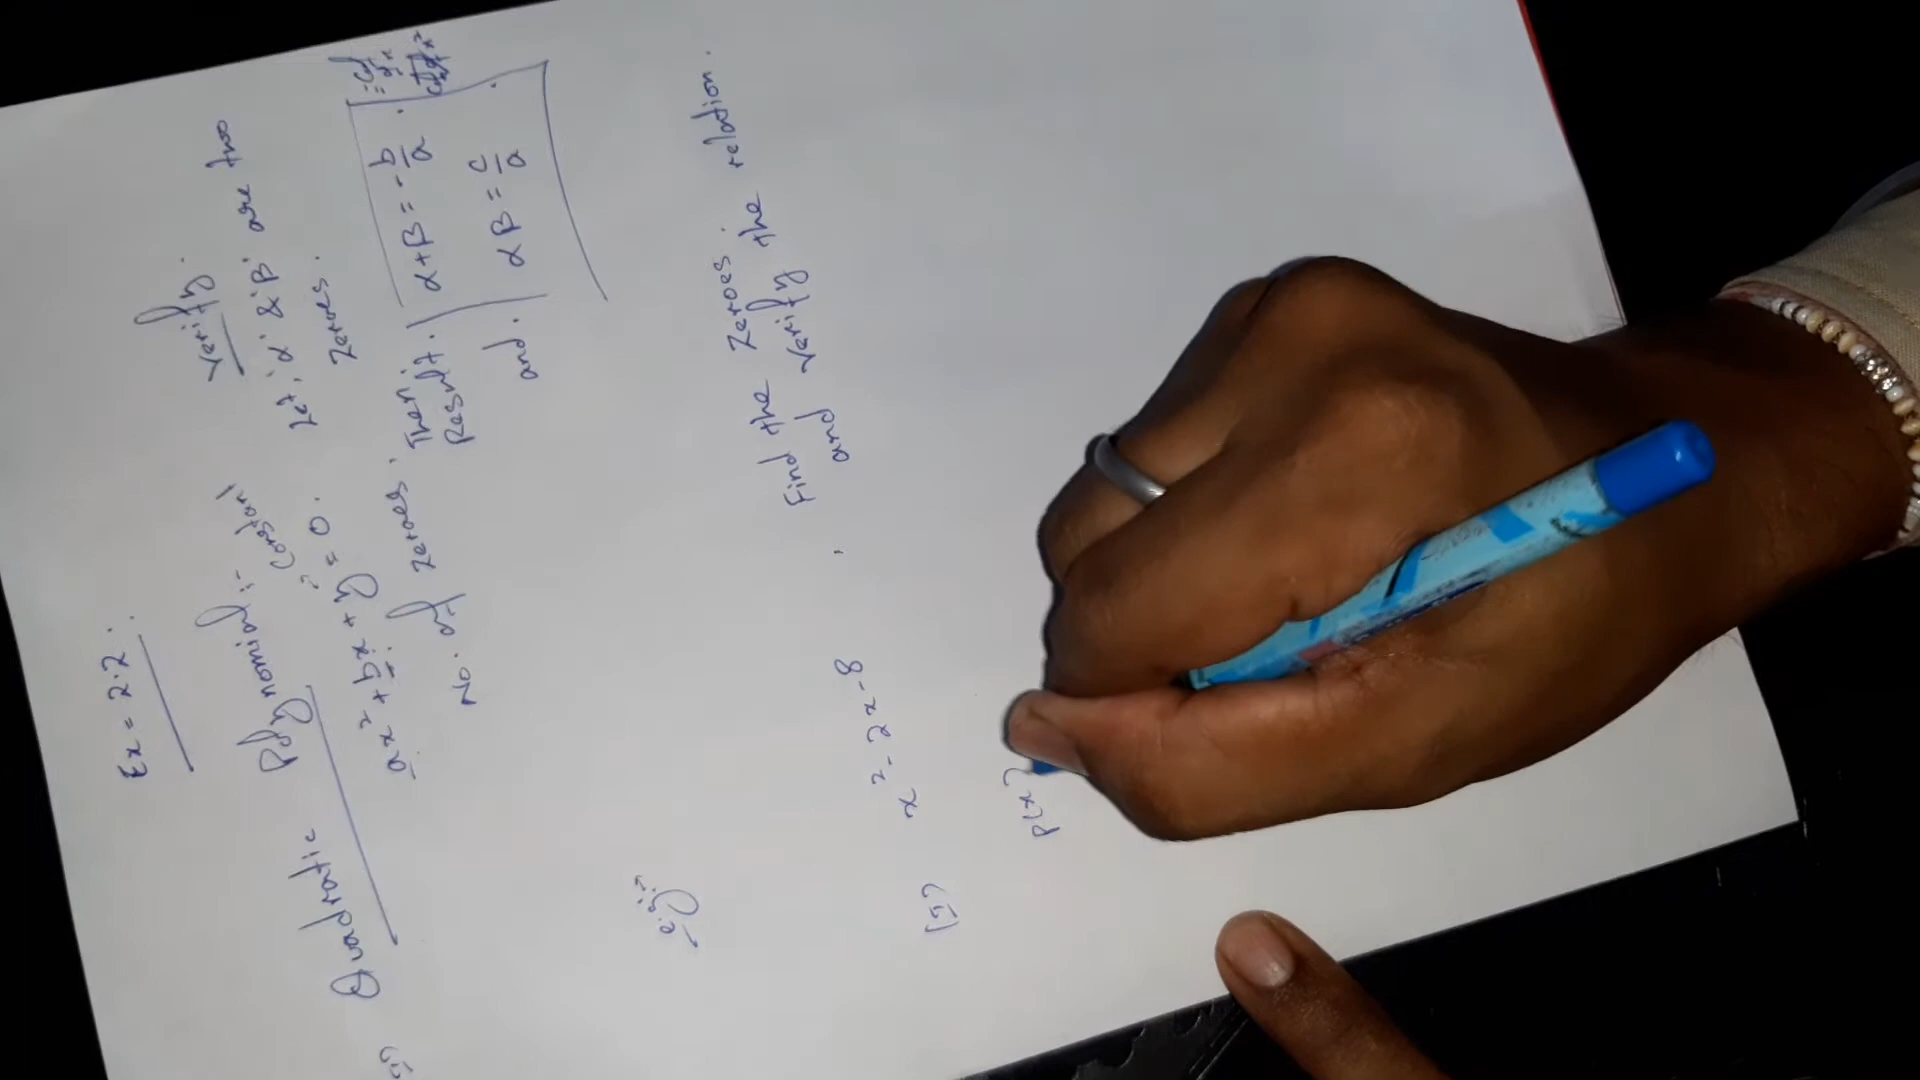 Ex = 2.2.
(i) Quadratic Polynomial :-
Constant
ax² + bx + y = 0.
No. of Zeroes.
Verify.
Let, 'α' & 'β' are two
Zeroes.
Then. α+β = -b/a
Result.
and. αβ = c/a
Find the Zeroes.
and Verify the relation.
(i) x² - 2x - 8
p(x)